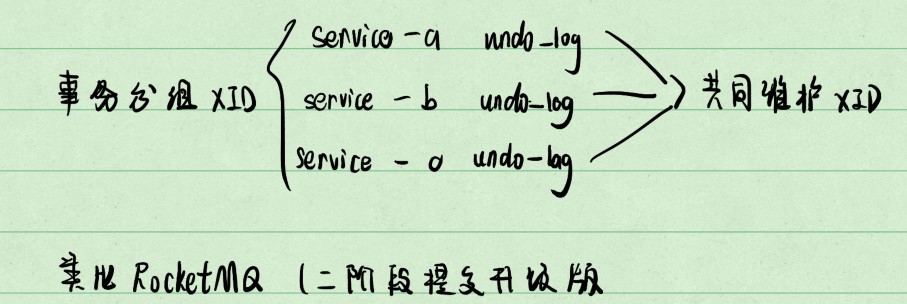 service-a undo-log
事务分组 XID service - b undo-log 共同维护 XID
service - c undo-log
类比 RocketMQ (二阶段提交升级版